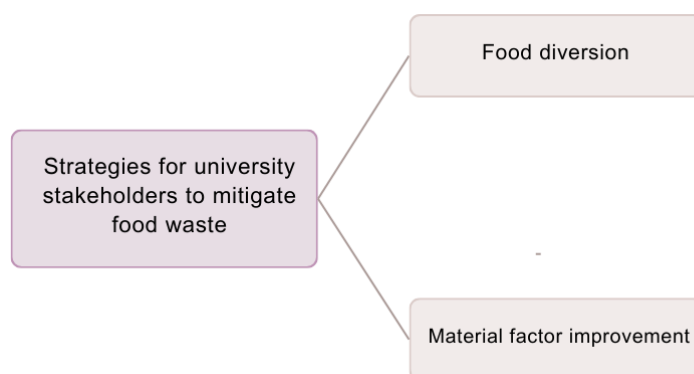 Food diversion
Strategies for university
stakeholders to mitigate
food waste
-
Material factor improvement